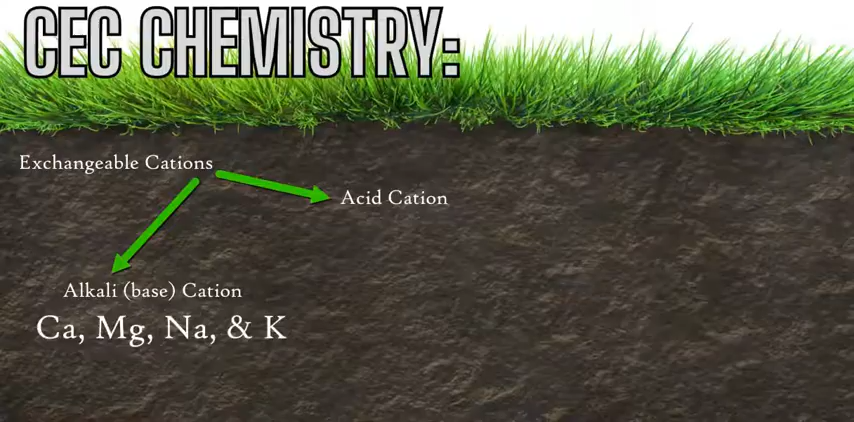 CEC CHEMISTRY:
Exchangeable Cations
Acid Cation
Alkali (base) Cation
Ca, Mg, Na, & K